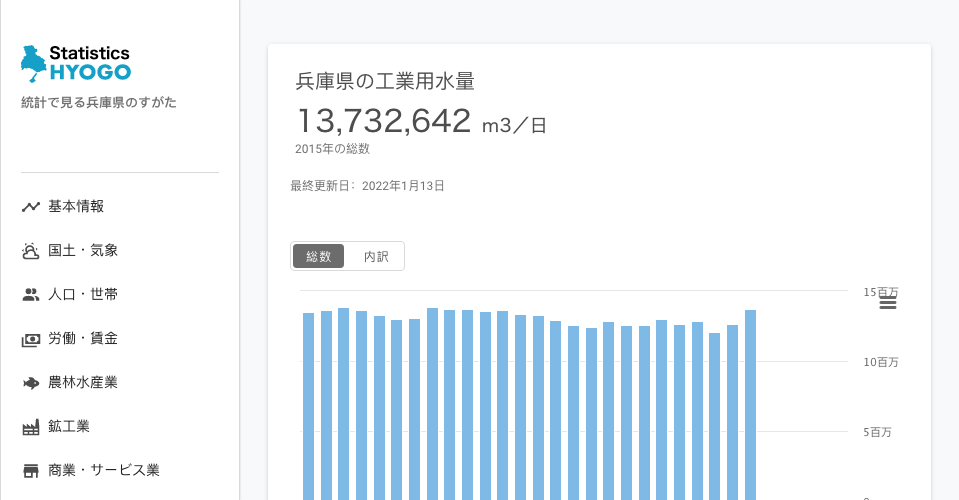 Statistics
HYOGO
統計で見る兵庫県のすがた
基本情報
国土・気象
人口・世帯
労働・賃金
農林水産業
鉱工業
商業・サービス業
兵庫県の工業用水量
13,732,642 m3／日
2015年の総数
最終更新日：2022年1月13日
総数 内訳
15百万
10百万
5百万